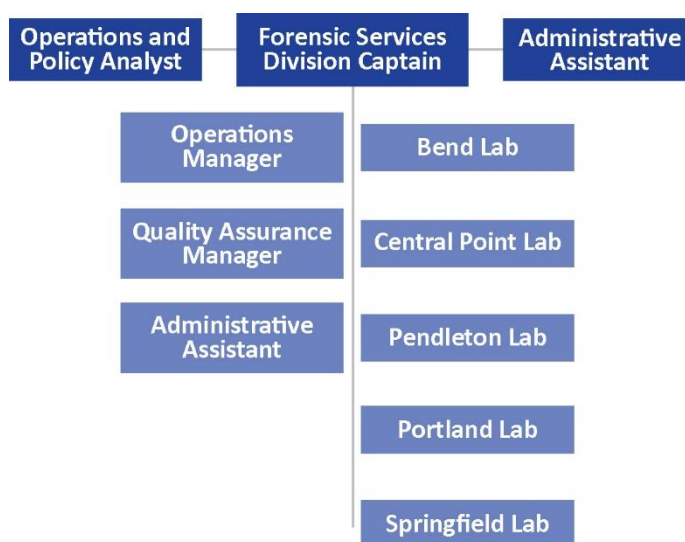 Operations and
Policy Analyst
Forensic Services
Division Captain
Administrative
Assistant
Operations
Manager
Bend Lab
Quality Assurance
Manager
Central Point Lab
Administrative
Assistant
Pendleton Lab
Portland Lab
Springfield Lab